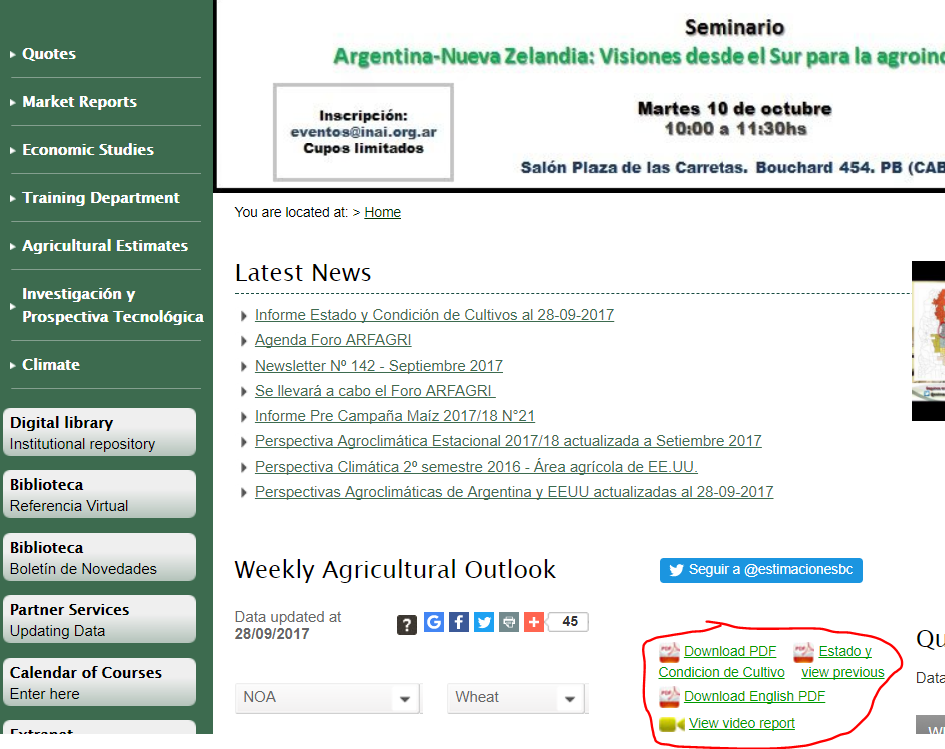 Quotes
Market Reports
Economic Studies
Training Department
Agricultural Estimates
Investigación y
Prospectiva Tecnológica
Climate
Digital library
Institutional repository
Biblioteca
Referencia Virtual
Biblioteca
Boletín de Novedades
Partner Services
Updating Data
Calendar of Courses
Enter here
Extranet
Seminario
Argentina-Nueva Zelandia: Visiones desde el Sur para la agroind
Inscripción:
eventos@inai.org.ar
Cupos limitados
Martes 10 de octubre
10:00 a 11:30hs
Salón Plaza de las Carretas. Bouchard 454. PB (CAB
You are located at: > Home
Latest News
Informe Estado y Condición de Cultivos al 28-09-2017
Agenda Foro ARFAGRI
Newsletter Nº 142 - Septiembre 2017
Se llevará a cabo el Foro ARFAGRI
Informe Pre Campaña Maíz 2017/18 N°21
Perspectiva Agroclimática Estacional 2017/18 actualizada a Setiembre 2017
Perspectiva Climática 2º semestre 2016 - Área agrícola de EE.UU.
Perspectivas Agroclimáticas de Argentina y EEUU actualizadas al 28-09-2017
Weekly Agricultural Outlook
Seguir a @estimacionesbc
Data updated at
28/09/2017
? G f + 45
NOA
Wheat
Download PDF Estado y
Condicion de Cultivo view previous
Download English PDF
View video report
Qu
Data
W